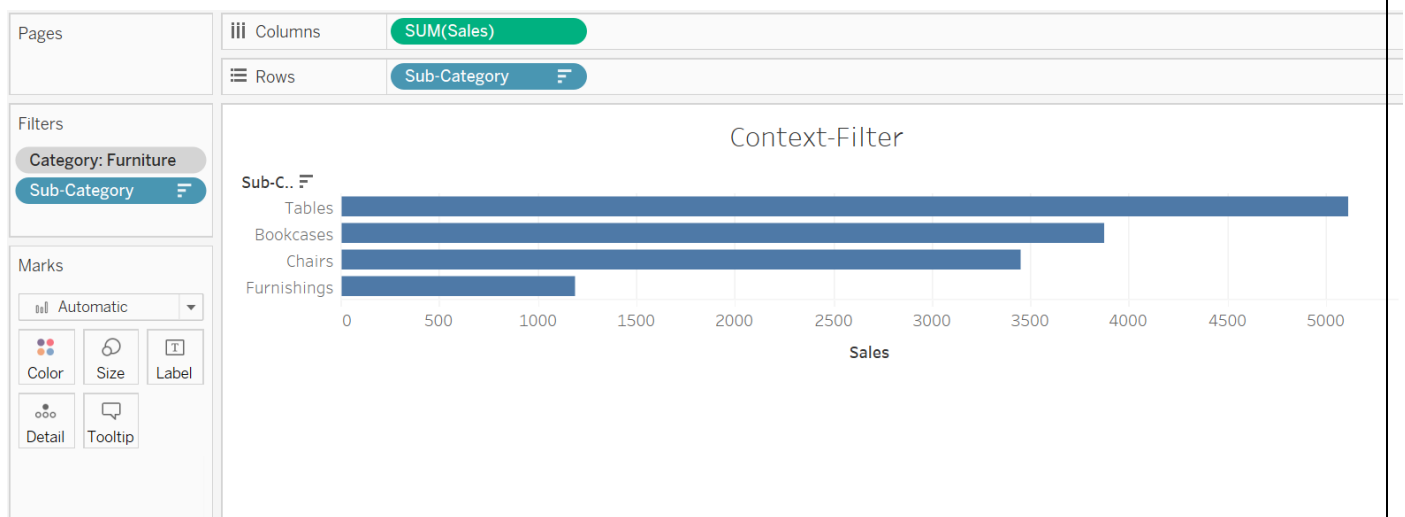 Pages
Columns
SUM(Sales)
Rows
Sub-Category
Filters
Category: Furniture
Sub-Category
Marks
Automatic
Color
Size
T
Label
Detail
Tooltip
Context-Filter
Sub-C..
Tables
Bookcases
Chairs
Furnishings
0 500 1000 1500 2000 2500 3000 3500 4000 4500 5000
Sales